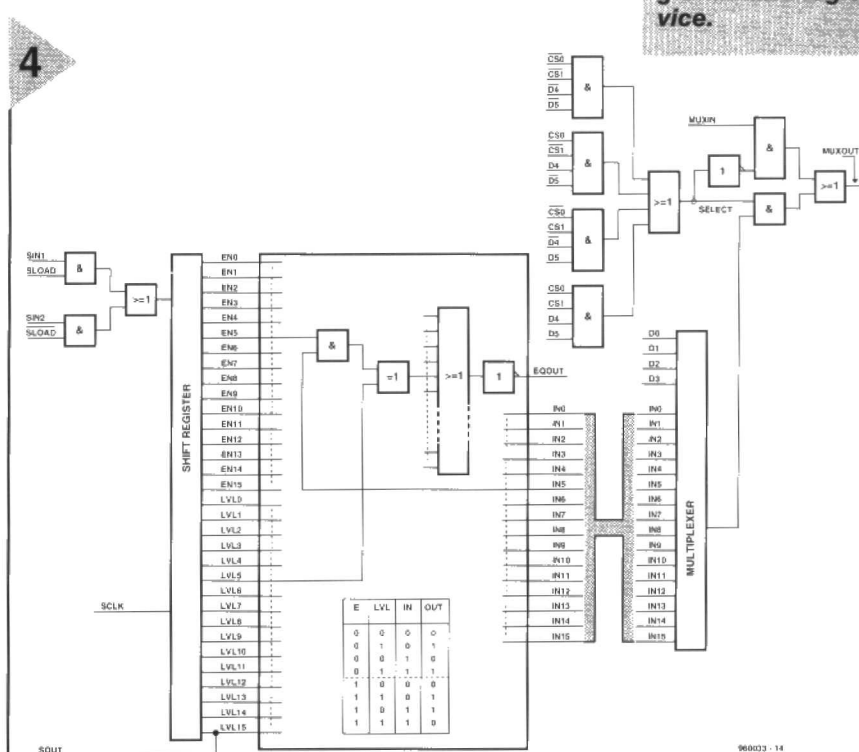 vice.
4
CS0
CS1
D4
D5
&
CS0
CS1
D4
D5
&
CS0
CS1
D4
D5
&
CS0
CS1
D4
D5
&
>=1
SELECT
MUXIN
1
&
&
>=1
MUXOUT
SIN1
SLOAD
&
SIN2
SLOAD
&
>=1
SHIFT REGISTER
SCLK
SOUT
EN0
EN1
EN2
EN3
EN4
EN5
EN6
EN7
EN8
EN9
EN10
EN11
EN12
EN13
EN14
EN15
LVL0
LVL1
LVL2
LVL3
LVL4
LVL5
LVL6
LVL7
LVL8
LVL9
LVL10
LVL11
LVL12
LVL13
LVL14
LVL15
&
=1
>=1
1
EQOUT
E LVL IN OUT
0 0 0 0
0 1 0 1
0 0 1 0
0 1 1 1
1 0 0 0
1 1 0 1
1 0 1 1
1 1 1 0
IN0
IN1
IN2
IN3
IN4
IN5
IN6
IN7
IN8
IN9
IN10
IN11
IN12
IN13
IN14
IN15
D0
D1
D2
D3
IN0
IN1
IN2
IN3
IN4
IN5
IN6
IN7
IN8
IN9
IN10
IN11
IN12
IN13
IN14
IN15
MULTIPLEXER
960033 - 14